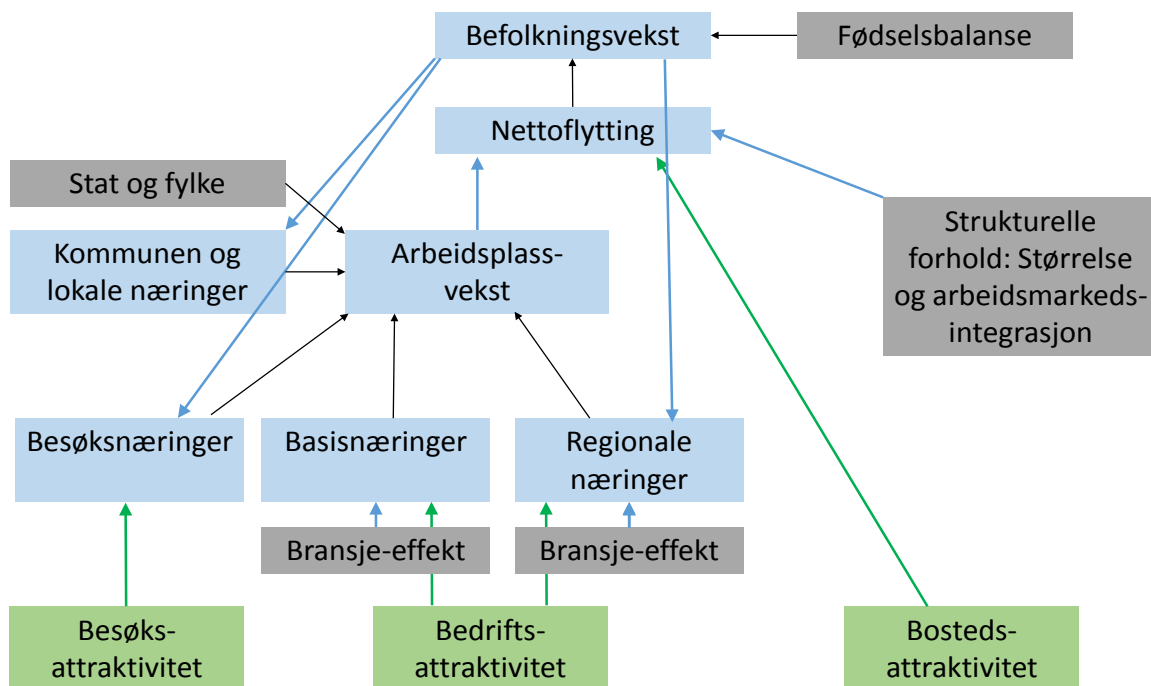 Befolkningsvekst
Fødselsbalanse
Nettoflytting
Stat og fylke
Kommunen og
lokale næringer
Arbeidsplass-
vekst
Strukturelle
forhold: Størrelse
og arbeidsmarkeds-
integrasjon
Besøksnæringer
Basisnæringer
Regionale
næringer
Bransje-effekt
Bransje-effekt
Besøks-
attraktivitet
Bedrifts-
attraktivitet
Bosteds-
attraktivitet